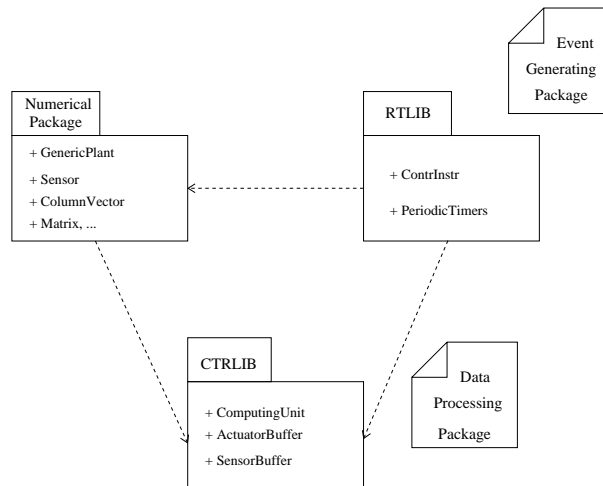 Event
Generating
Package
Numerical
Package
+ GenericPlant
+ Sensor
+ ColumnVector
+ Matrix, ...
RTLIB
+ ContrInstr
+ PeriodicTimers
CTRLIB
+ ComputingUnit
+ ActuatorBuffer
+ SensorBuffer
Data
Processing
Package